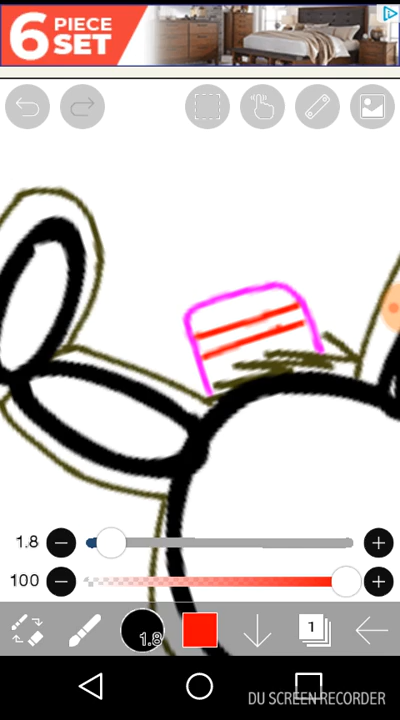 6 PIECE
SET
1.8
100
1.8
1
DU SCREEN RECORDER